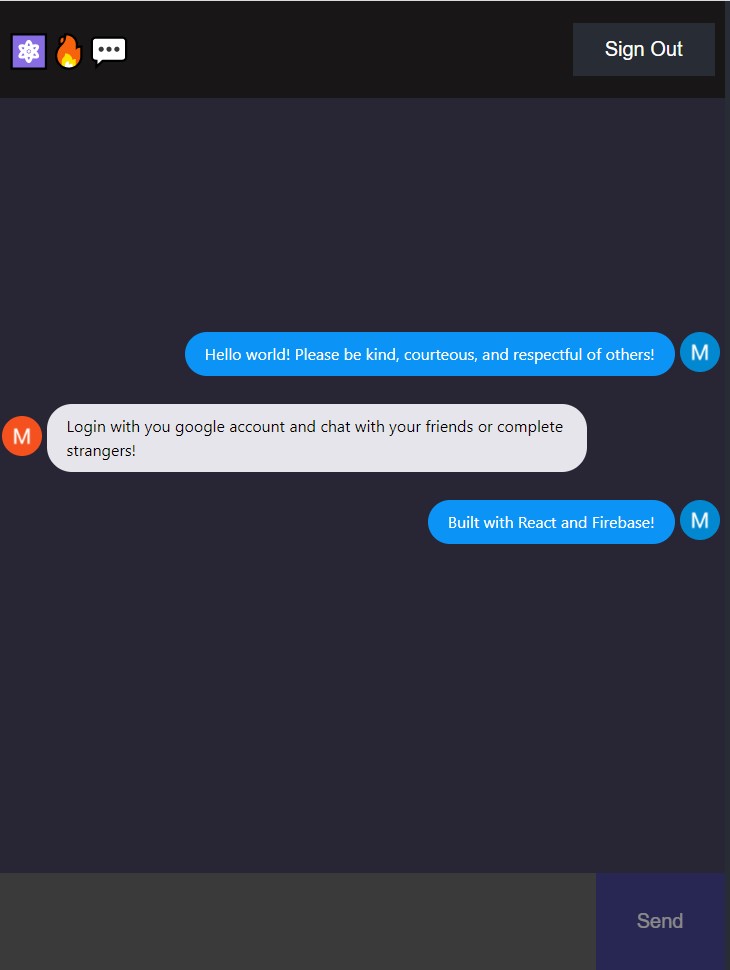 Sign Out
Hello world! Please be kind, courteous, and respectful of others!
M
Login with you google account and chat with your friends or complete
strangers!
M
Built with React and Firebase!
M
Send